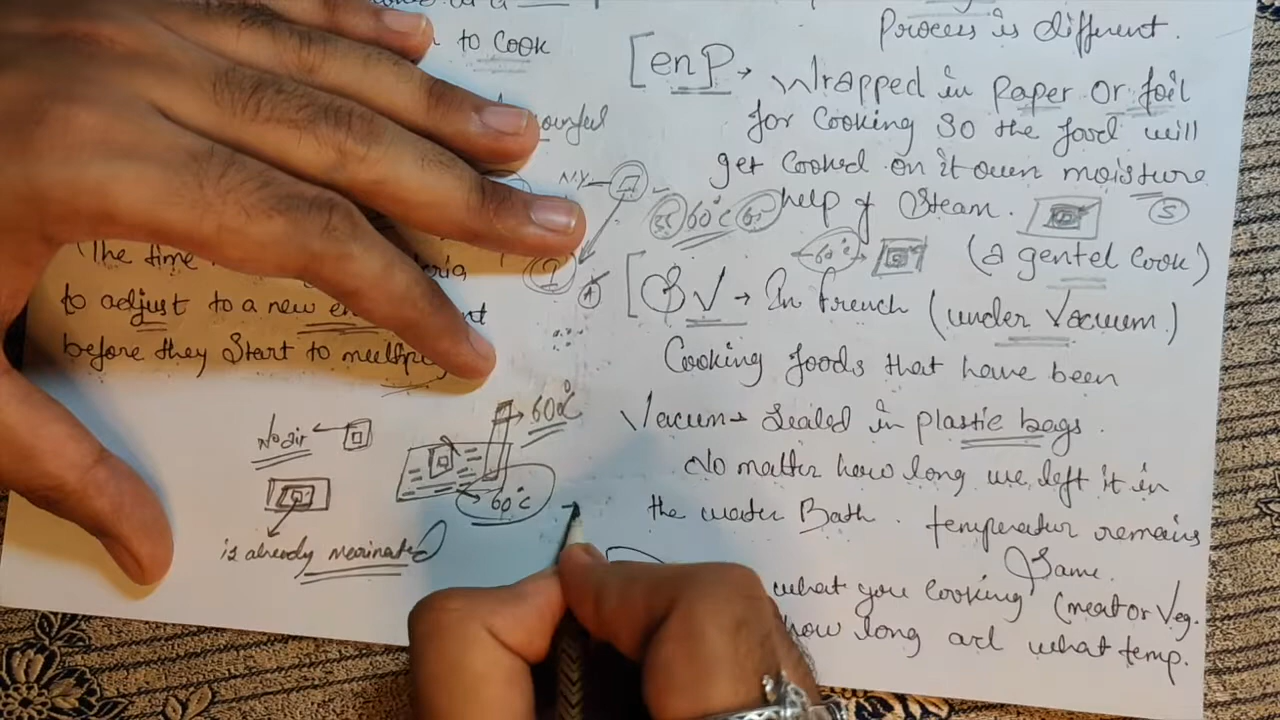 to Cook
The time
to adjust to a new
before they Start to
No air
60°C
60°C
is already merinated
Process is different.
[enp → Wrapped in Paper Or foil
for Cooking So the food will
get Cooked on it own moisture
help of Steam.
N.Y
55 60°C 65
S
60°C
(a gentel Cook)
[SV → In French (under Vacuum)
Cooking foods that have been
Vacum → Sealed in plastic bags.
No matter how long we left it in
the water Bath. temperatur remains
Same.
what you Cooking (meat or Veg.
how long and what temp.